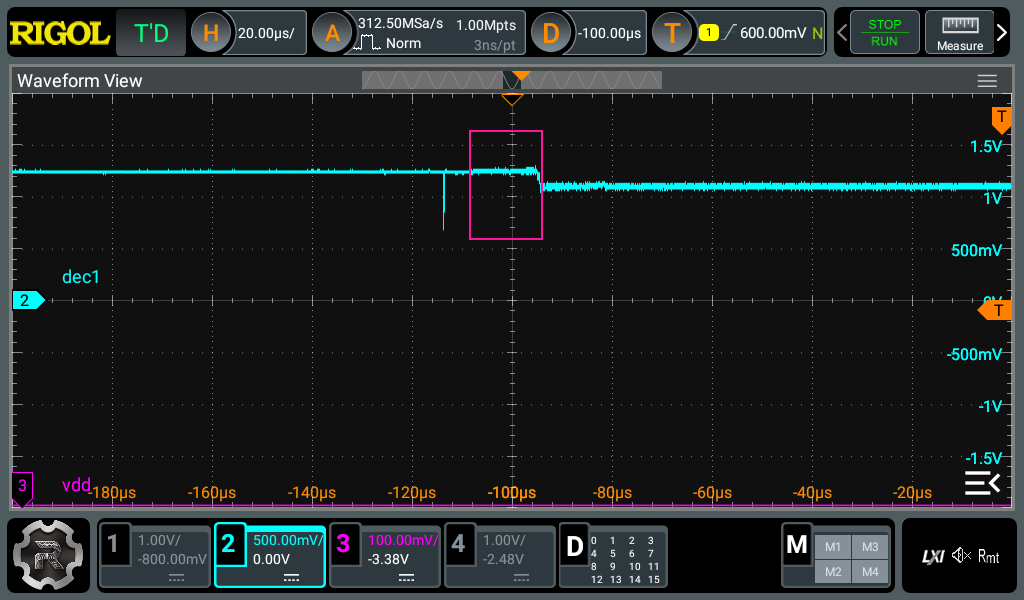 RIGOL T'D H 20.00µs/ A 312.50MSa/s 1.00Mpts D -100.00µs T 1 600.00mV N STOP
Norm 3ns/pt RUN Measure
Waveform View
T
1.5V
1V
500mV
dec1
2 0V
T
-500mV
-1V
-1.5V
3 vdd -180µs -160µs -140µs -120µs -100µs -80µs -60µs -40µs -20µs
R 1 1.00V/ 2 500.00mV/ 3 100.00mV/ 4 1.00V/ D 0 1 2 3 M M1 M3 LXI Rmt
-800.00mV 0.00V -3.38V -2.48V 4 5 6 7 M2 M4
8 9 10 11
12 13 14 15